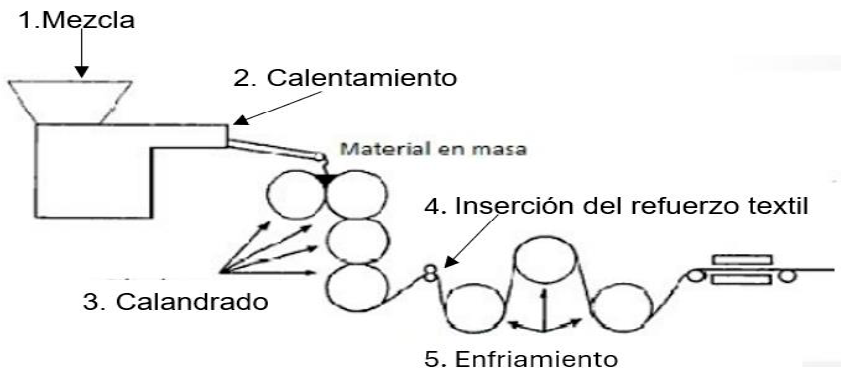 1.Mezcla
2. Calentamiento
Material en masa
4. Inserción del refuerzo textil
3. Calandrado
5. Enfriamiento